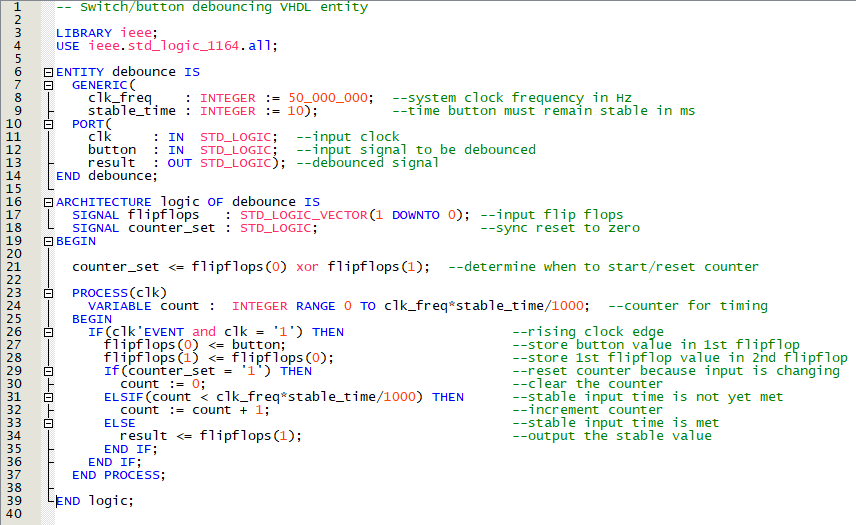 1 -- Switch/button debouncing VHDL entity
2
3 LIBRARY ieee;
4 USE ieee.std_logic_1164.all;
5
6 ENTITY debounce IS
7   GENERIC(
8     clk_freq    : INTEGER := 50_000_000;  --system clock frequency in Hz
9     stable_time : INTEGER := 10);         --time button must remain stable in ms
10   PORT(
11     clk     : IN  STD_LOGIC;  --input clock
12     button  : IN  STD_LOGIC;  --input signal to be debounced
13     result  : OUT STD_LOGIC); --debounced signal
14 END debounce;
15
16 ARCHITECTURE logic OF debounce IS
17   SIGNAL flipflops   : STD_LOGIC_VECTOR(1 DOWNTO 0); --input flip flops
18   SIGNAL counter_set : STD_LOGIC;                    --sync reset to zero
19 BEGIN
20
21   counter_set <= flipflops(0) xor flipflops(1);  --determine when to start/reset counter
22
23   PROCESS(clk)
24     VARIABLE count :  INTEGER RANGE 0 TO clk_freq*stable_time/1000;  --counter for timing
25   BEGIN
26     IF(clk'EVENT and clk = '1') THEN                     --rising clock edge
27       flipflops(0) <= button;                            --store button value in 1st flipflop
28       flipflops(1) <= flipflops(0);                      --store 1st flipflop value in 2nd flipflop
29       If(counter_set = '1') THEN                         --reset counter because input is changing
30         count := 0;                                      --clear the counter
31       ELSIF(count < clk_freq*stable_time/1000) THEN      --stable input time is not yet met
32         count := count + 1;                              --increment counter
33       ELSE                                               --stable input time is met
34         result <= flipflops(1);                          --output the stable value
35       END IF;
36     END IF;
37   END PROCESS;
38
39 END logic;
40